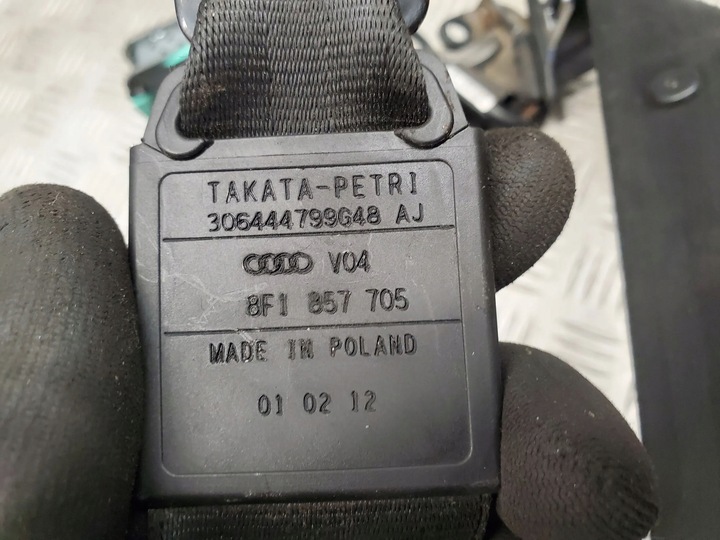 TAKATA-PETRI
306444799G48 AJ
V04
8F1 857 705
MADE IN POLAND
01 02 12